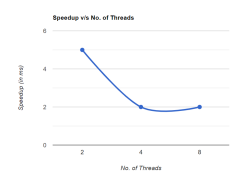 Speedup v/s No. of Threads
6
4
2
0
Speedup (in ms)
2
4
8
No. of Threads